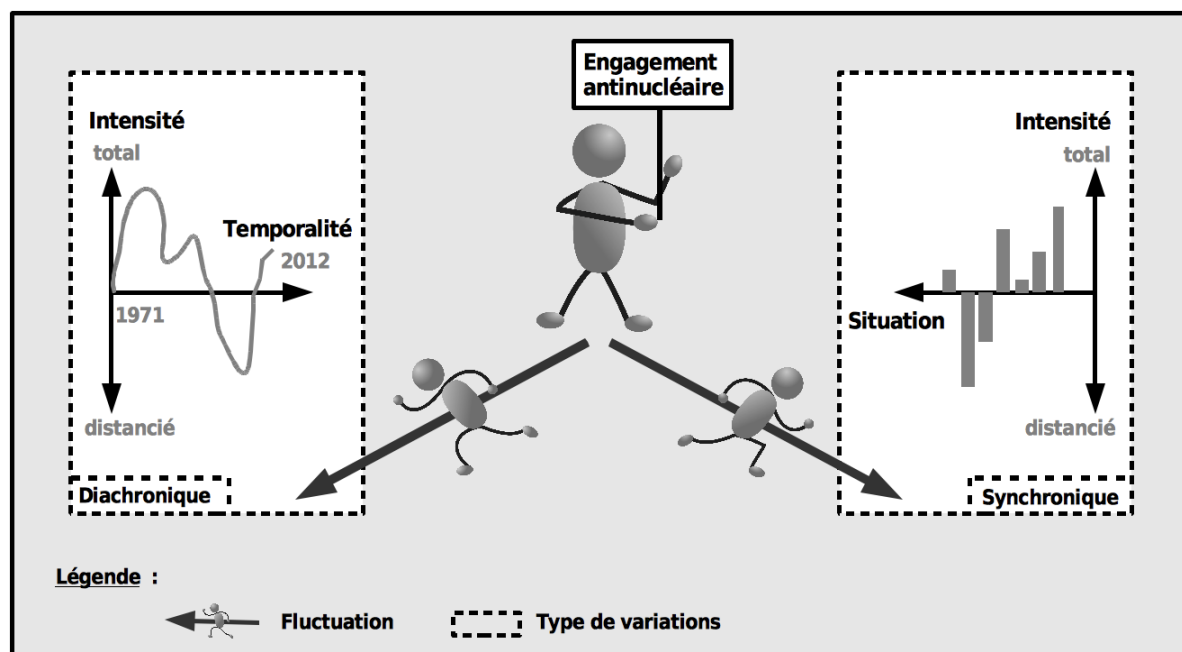 Engagement
antinucléaire
Intensité
total
Temporalité
2012
1971
distancié
Diachronique
Intensité
total
Situation
distancié
Synchronique
Légende :
Fluctuation
Type de variations